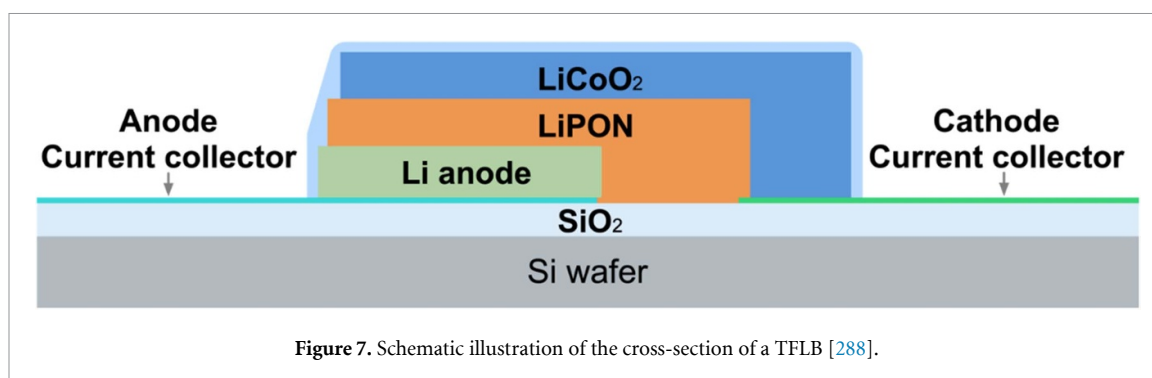 LiCoO₂
LiPON
Anode
Current collector
Cathode
Current collector
Li anode
SiO₂
Si wafer
Figure 7. Schematic illustration of the cross-section of a TFLB [288].